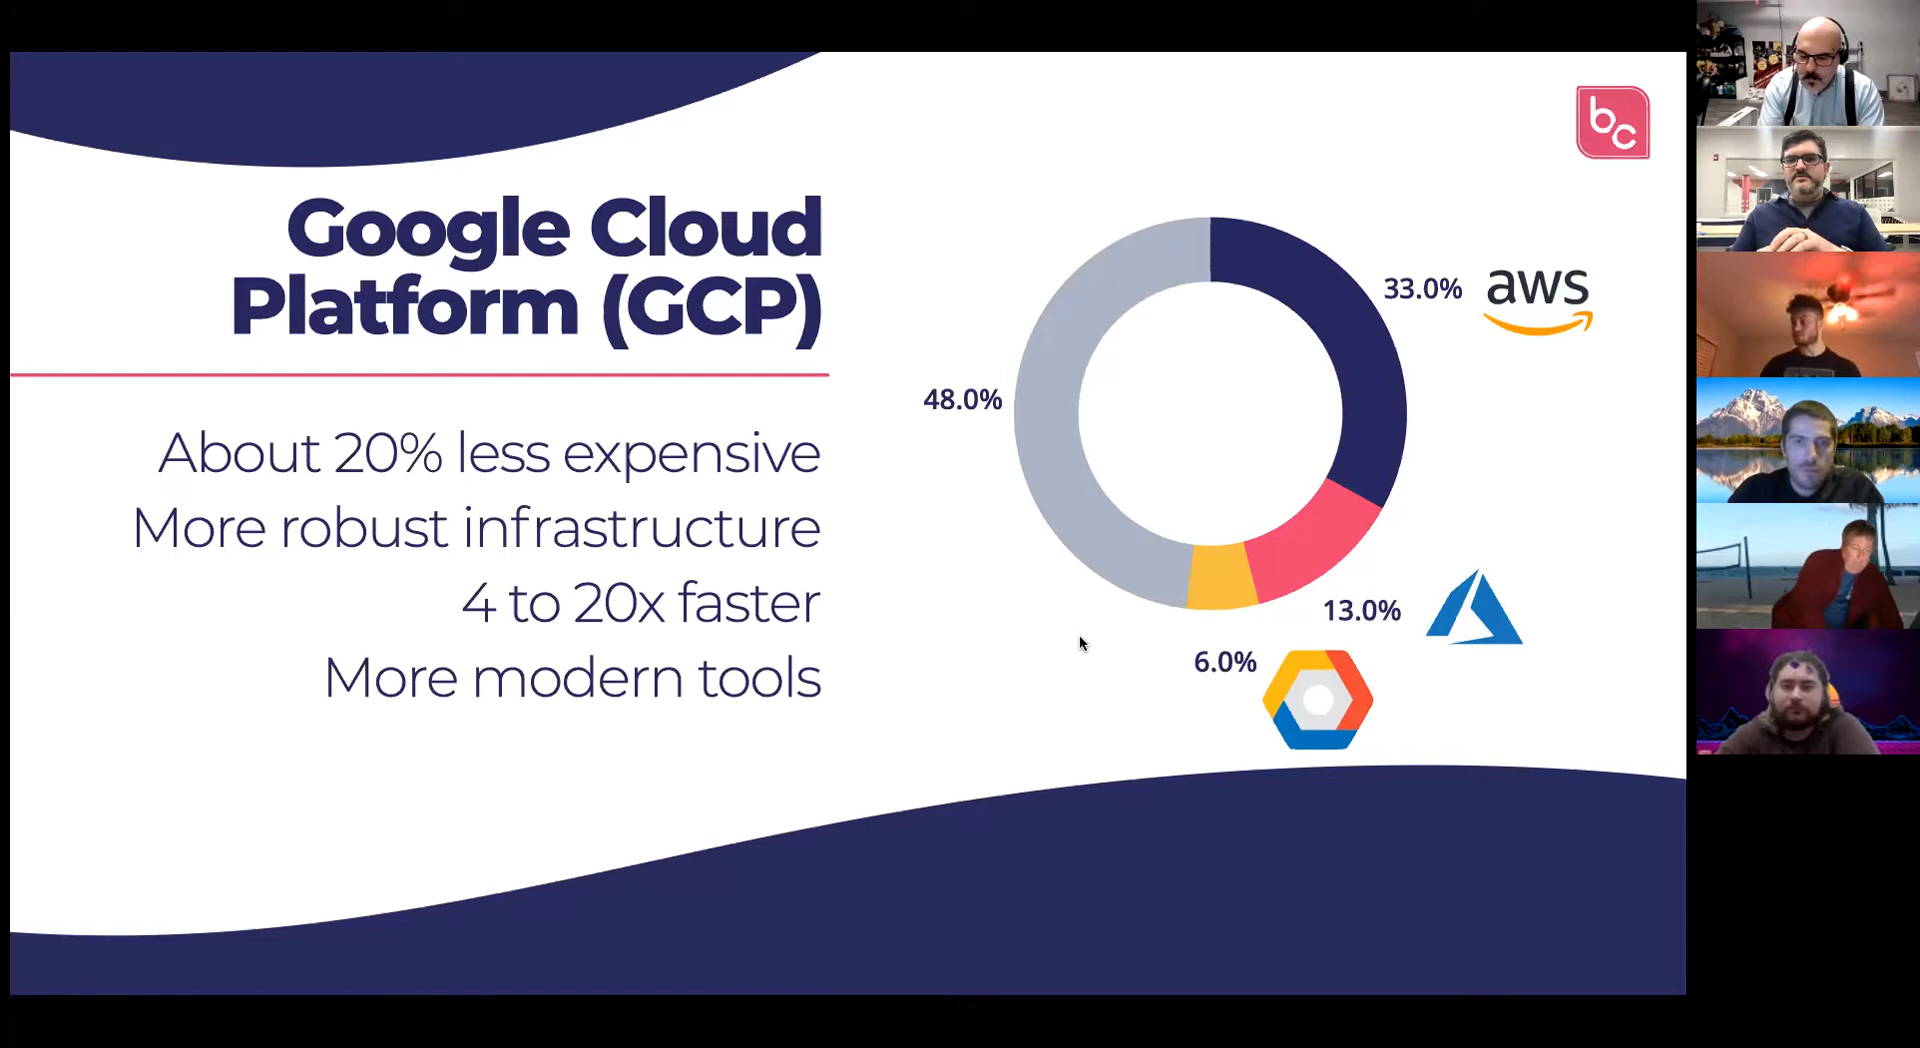 bc
Google Cloud
Platform (GCP)
About 20% less expensive
More robust infrastructure
4 to 20x faster
More modern tools
33.0%
aws
48.0%
13.0%
6.0%